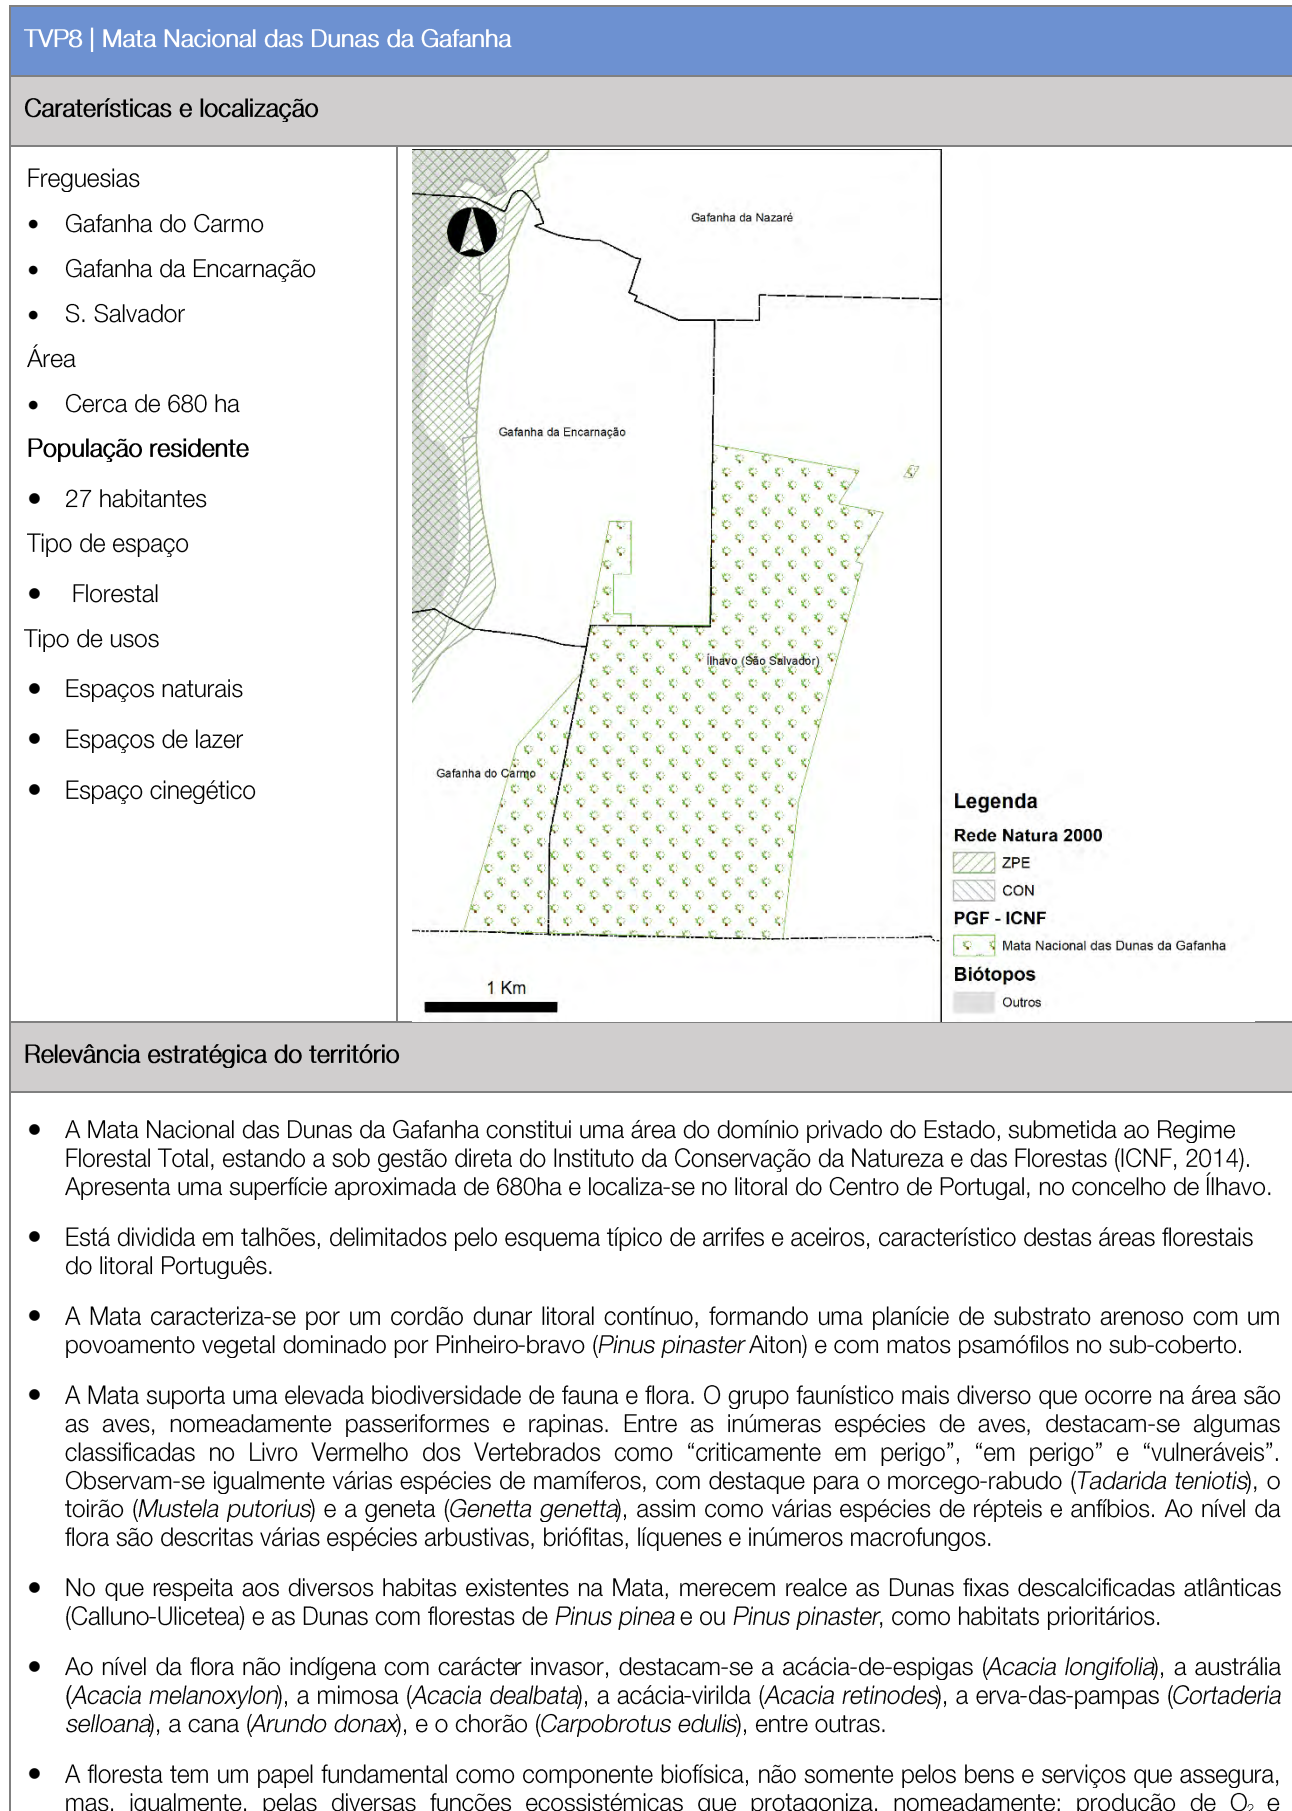 TVP8 | Mata Nacional das Dunas da Gafanha
Caraterísticas e localização
Freguesias
• Gafanha do Carmo
• Gafanha da Encarnação
• S. Salvador
Área
• Cerca de 680 ha
População residente
• 27 habitantes
Tipo de espaço
• Florestal
Tipo de usos
• Espaços naturais
• Espaços de lazer
• Espaço cinegético
Gafanha da Nazaré
Gafanha da Encarnação
Ílhavo (São Salvador)
Gafanha do Carmo
1 Km
Legenda
Rede Natura 2000
ZPE
CON
PGF - ICNF
Mata Nacional das Dunas da Gafanha
Biótopos
Outros
Relevância estratégica do território
• A Mata Nacional das Dunas da Gafanha constitui uma área do domínio privado do Estado, submetida ao Regime
Florestal Total, estando a sob gestão direta do Instituto da Conservação da Natureza e das Florestas (ICNF, 2014).
Apresenta uma superfície aproximada de 680ha e localiza-se no litoral do Centro de Portugal, no concelho de Ílhavo.
• Está dividida em talhões, delimitados pelo esquema típico de arrifes e aceiros, característico destas áreas florestais
do litoral Português.
• A Mata caracteriza-se por um cordão dunar litoral contínuo, formando uma planície de substrato arenoso com um
povoamento vegetal dominado por Pinheiro-bravo (Pinus pinaster Aiton) e com matos psamófilos no sub-coberto.
• A Mata suporta uma elevada biodiversidade de fauna e flora. O grupo faunístico mais diverso que ocorre na área são
as aves, nomeadamente passeriformes e rapinas. Entre as inúmeras espécies de aves, destacam-se algumas
classificadas no Livro Vermelho dos Vertebrados como “criticamente em perigo”, “em perigo” e “vulneráveis”.
Observam-se igualmente várias espécies de mamíferos, com destaque para o morcego-rabudo (Tadarida teniotis), o
toirão (Mustela putorius) e a geneta (Genetta genetta), assim como várias espécies de répteis e anfíbios. Ao nível da
flora são descritas várias espécies arbustivas, briófitas, líquenes e inúmeros macrofungos.
• No que respeita aos diversos habitas existentes na Mata, merecem realce as Dunas fixas descalcificadas atlânticas
(Calluno-Ulicetea) e as Dunas com florestas de Pinus pinea e ou Pinus pinaster, como habitats prioritários.
• Ao nível da flora não indígena com carácter invasor, destacam-se a acácia-de-espigas (Acacia longifolia), a austrália
(Acacia melanoxylon), a mimosa (Acacia dealbata), a acácia-virilda (Acacia retinodes), a erva-das-pampas (Cortaderia
selloana), a cana (Arundo donax), e o chorão (Carpobrotus edulis), entre outras.
• A floresta tem um papel fundamental como componente biofísica, não somente pelos bens e serviços que assegura,
mas, igualmente, pelas diversas funções ecossistémicas que protagoniza, nomeadamente: produção de O₂ e